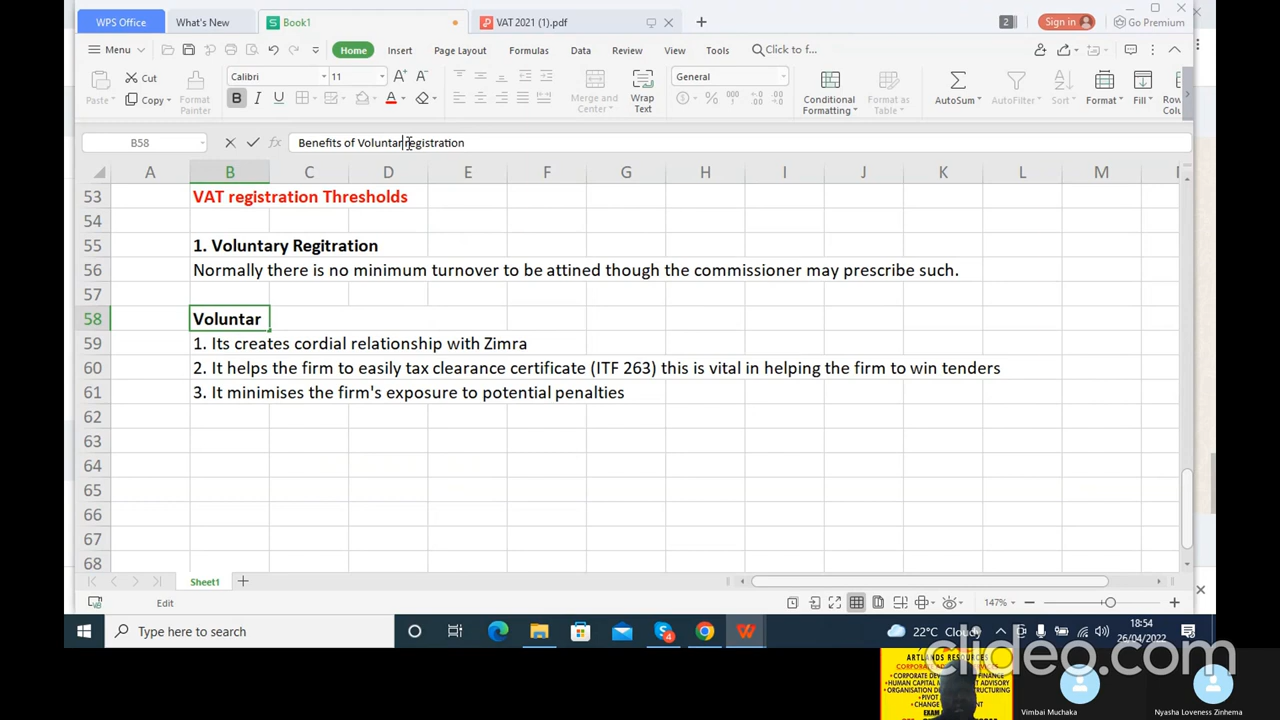 WPS Office What's New Book1 VAT 2021 (1).pdf 2 Sign in Go Premium
Menu Home Insert Page Layout Formulas Data Review View Tools Click to f...
Paste Cut Copy Format Painter Calibri 11 Merge and Center Wrap Text General Conditional Formatting Format as Table AutoSum AutoFilter Sort Format Fill Row Colu
B58 Benefits of Voluntar registration
A B C D E F G H I J K L M
53 VAT registration Thresholds
54
55 1. Voluntary Regitration
56 Normally there is no minimum turnover to be attined though the commissioner may prescribe such.
57
58 Voluntar
59 1. Its creates cordial relationship with Zimra
60 2. It helps the firm to easily tax clearance certificate (ITF 263) this is vital in helping the firm to win tenders
61 3. It minimises the firm's exposure to potential penalties
62
63
64
65
66
67
68
Sheet1
Edit 147%
Type here to search 4 22°C Cloudy 18:54
26/04/2022
clideo.com
ARTLANDS RESOURCES
Vimbai Muchaka Nyasha Loveness Zinhema